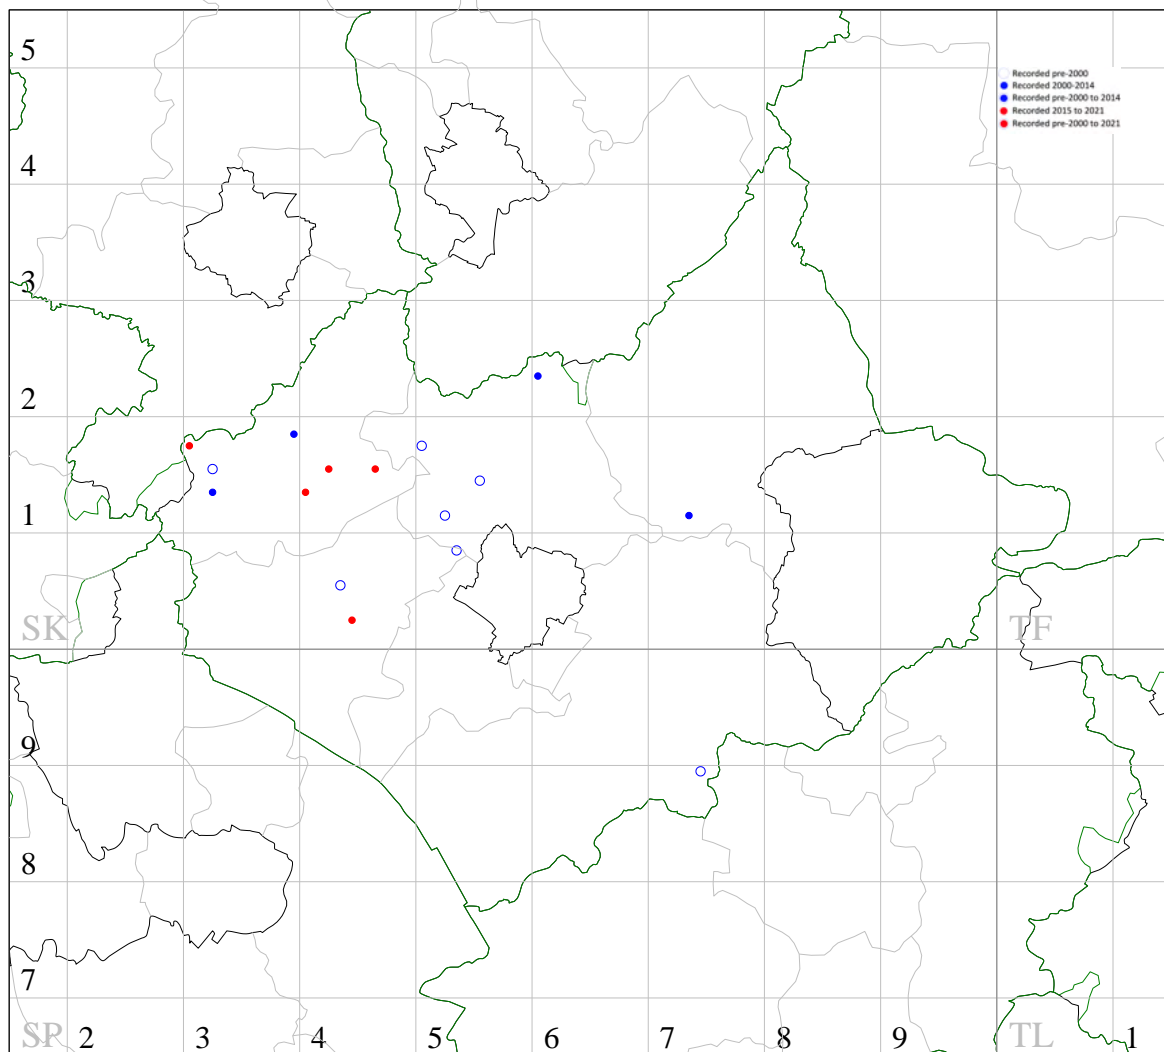 5
Recorded pre-2000
Recorded 2000-2014
Recorded pre-2000 to 2014
Recorded 2015 to 2021
Recorded pre-2000 to 2021
4
3
2
1
SK
TF
9
8
7
SP 2 3 4 5 6 7 8 9 TL 1